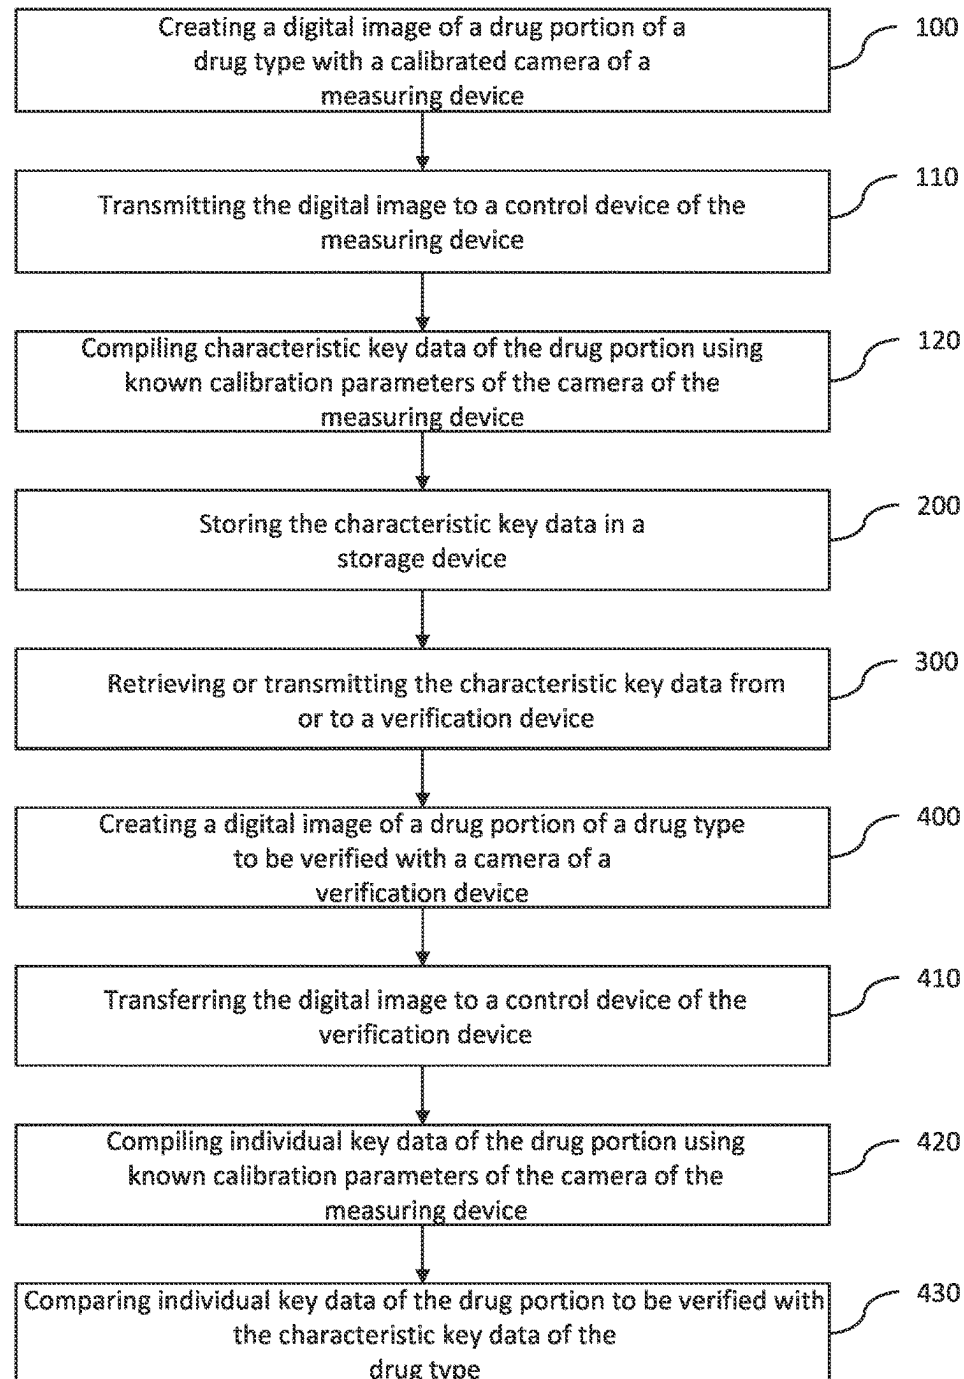 Creating a digital image of a drug portion of a
drug type with a calibrated camera of a
measuring device
100
Transmitting the digital image to a control device of the
measuring device
110
Compiling characteristic key data of the drug portion using
known calibration parameters of the camera of the
measuring device
120
Storing the characteristic key data in a
storage device
200
Retrieving or transmitting the characteristic key data from
or to a verification device
300
Creating a digital image of a drug portion of a drug type
to be verified with a camera of a
verification device
400
Transferring the digital image to a control device of the
verification device
410
Compiling individual key data of the drug portion using
known calibration parameters of the camera of the
measuring device
420
Comparing individual key data of the drug portion to be verified with
the characteristic key data of the
drug type
430